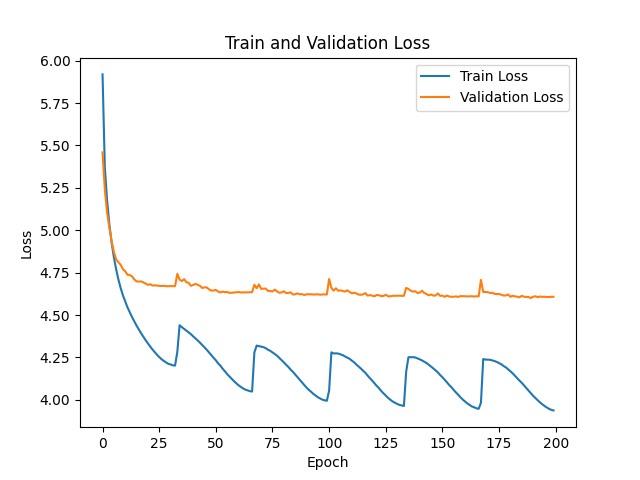 Train and Validation Loss
Train Loss
Validation Loss
Loss
6.00
5.75
5.50
5.25
5.00
4.75
4.50
4.25
4.00
0 25 50 75 100 125 150 175 200
Epoch